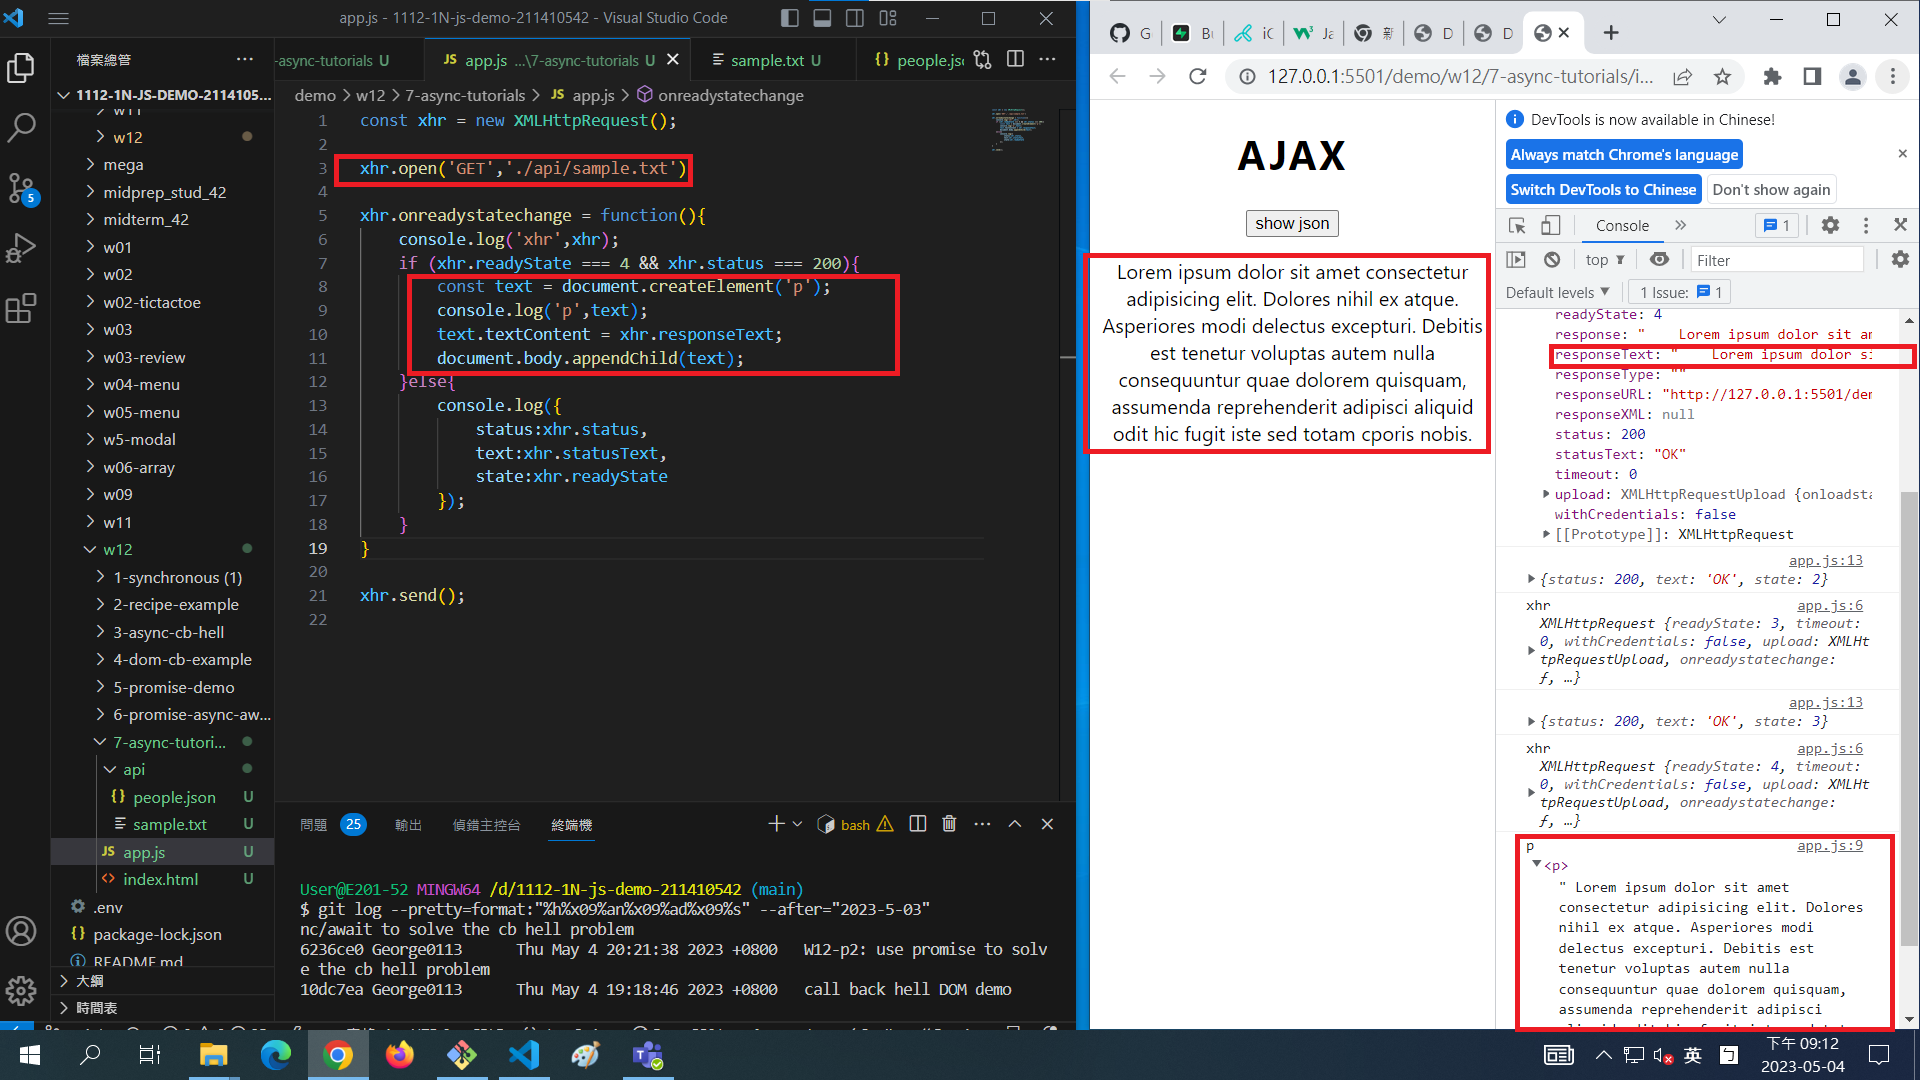 app.js - 1112-1N-js-demo-211410542 - Visual Studio Code
檔案總管
1112-1N-JS-DEMO-2114105...
w12
mega
midprep_stud_42
midterm_42
w01
w02
w02-tictactoe
w03
w03-review
w04-menu
w05-menu
w5-modal
w06-array
w09
w11
w12
1-synchronous (1)
2-recipe-example
3-async-cb-hell
4-dom-cb-example
5-promise-demo
6-promise-async-aw...
7-async-tutori...
api
people.json U
sample.txt U
JS app.js U
index.html U
.env
package-lock.json
README.md
大綱
時間表
5
-async-tutorials U
JS app.js ...\7-async-tutorials U
sample.txt U
{} people.js
demo > w12 > 7-async-tutorials > JS app.js > onreadystatechange
1 const xhr = new XMLHttpRequest();
2
3 xhr.open('GET','./api/sample.txt')
4
5 xhr.onreadystatechange = function(){
6 console.log('xhr',xhr);
7 if (xhr.readyState === 4 && xhr.status === 200){
8 const text = document.createElement('p');
9 console.log('p',text);
10 text.textContent = xhr.responseText;
11 document.body.appendChild(text);
12 }else{
13 console.log({
14 status:xhr.status,
15 text:xhr.statusText,
16 state:xhr.readyState
17 });
18 }
19 }
20
21 xhr.send();
22
問題 25 輸出 偵錯主控台 終端機
bash
User@E201-52 MINGW64 /d/1112-1N-js-demo-211410542 (main)
$ git log --pretty=format:"%h%x09%an%x09%ad%x09%s" --after="2023-5-03"
nc/await to solve the cb hell problem
6236ce0 George0113 Thu May 4 20:21:38 2023 +0800 W12-p2: use promise to solv
e the cb hell problem
10dc7ea George0113 Thu May 4 19:18:46 2023 +0800 call back hell DOM demo
127.0.0.1:5501/demo/w12/7-async-tutorials/i...
AJAX
show json
Lorem ipsum dolor sit amet consectetur
adipisicing elit. Dolores nihil ex atque.
Asperiores modi delectus excepturi. Debitis
est tenetur voluptas autem nulla
consequuntur quae dolorem quisquam,
assumenda reprehenderit adipisci aliquid
odit hic fugit iste sed totam cporis nobis.
DevTools is now available in Chinese!
Always match Chrome's language
Switch DevTools to Chinese
Don't show again
Console
1
top
Filter
Default levels
1 Issue: 1
readyState: 4
response: " Lorem ipsum dolor sit an
responseText: " Lorem ipsum dolor si
responseType: ""
responseURL: "http://127.0.0.1:5501/den
responseXML: null
status: 200
statusText: "OK"
timeout: 0
upload: XMLHttpRequestUpload {onloadsta
withCredentials: false
[[Prototype]]: XMLHttpRequest
app.js:13
{status: 200, text: 'OK', state: 2}
xhr app.js:6
XMLHttpRequest {readyState: 3, timeout:
0, withCredentials: false, upload: XMLHt
tpRequestUpload, onreadystatechange:
ƒ, …}
app.js:13
{status: 200, text: 'OK', state: 3}
xhr app.js:6
XMLHttpRequest {readyState: 4, timeout:
0, withCredentials: false, upload: XMLHt
tpRequestUpload, onreadystatechange:
ƒ, …}
p app.js:9
<p>
" Lorem ipsum dolor sit amet
consectetur adipisicing elit. Dolores
nihil ex atque. Asperiores modi
delectus excepturi. Debitis est
tenetur voluptas autem nulla
consequuntur quae dolorem quisquam,
assumenda reprehenderit adipisci
英
下午 09:12
2023-05-04